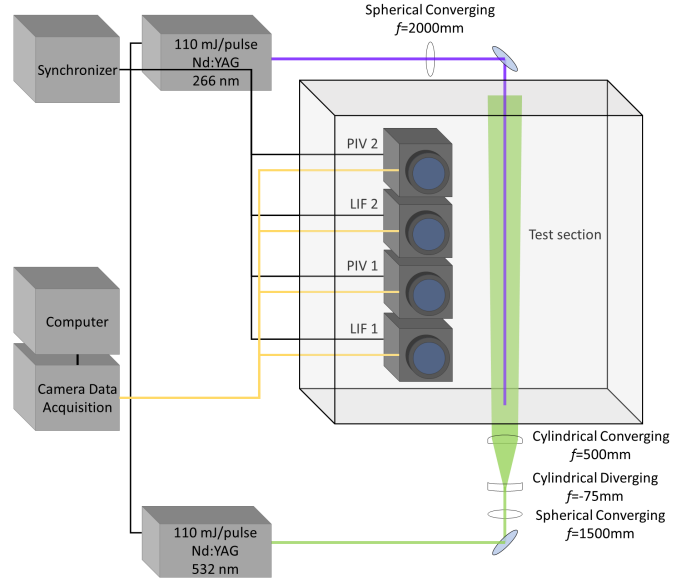 Spherical Converging
f=2000mm
110 mJ/pulse
Nd:YAG
266 nm
Synchronizer
PIV 2
LIF 2
PIV 1
LIF 1
Test section
Computer
Camera Data
Acquisition
Cylindrical Converging
f=500mm
Cylindrical Diverging
f=-75mm
Spherical Converging
f=1500mm
110 mJ/pulse
Nd:YAG
532 nm